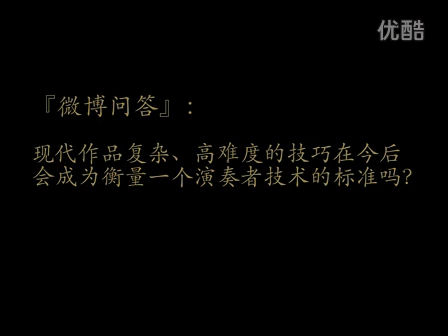 优酷
『微博问答』:
现代作品复杂、高难度的技巧在今后
会成为衡量一个演奏者技术的标准吗?